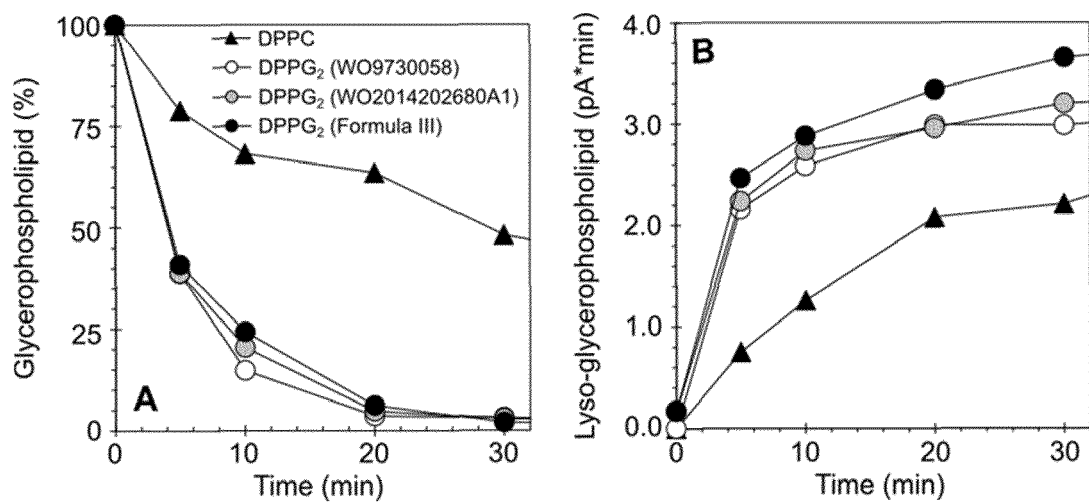 Glycerophospholipid (%)
100
75
50
25
0
DPPC
DPPG₂ (WO9730058)
DPPG₂ (WO2014202680A1)
DPPG₂ (Formula III)
A
0 10 20 30
Time (min)
Lyso-glycerophospholipid (pA*min)
4.0
3.0
2.0
1.0
0.0
B
0 10 20 30
Time (min)